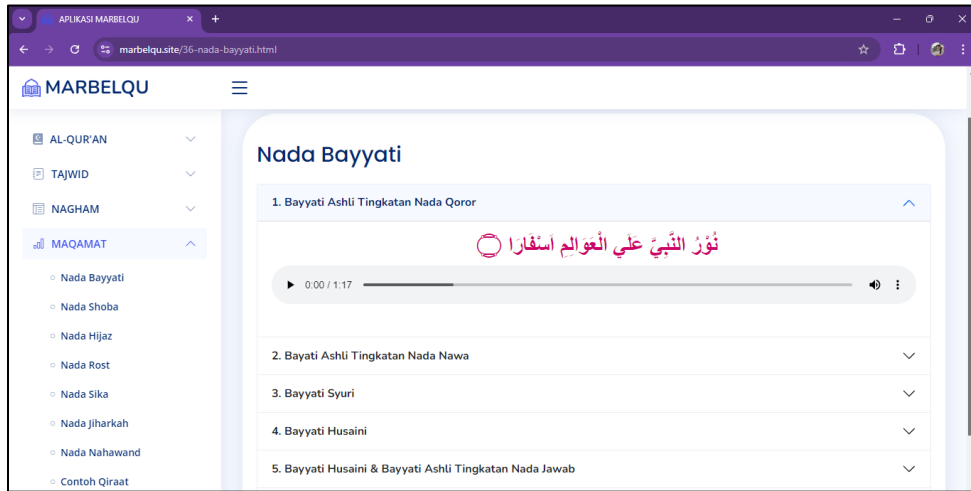 APLIKASI MARBELQU
marbelqu.site/36-nada-bayyati.html
MARBELQU
AL-QUR'AN
TAJWID
NAGHAM
MAQAMAT
Nada Bayyati
Nada Shoba
Nada Hijaz
Nada Rost
Nada Sika
Nada Jiharkah
Nada Nahawand
Contoh Qiraat
Nada Bayyati
1. Bayyati Ashli Tingkatan Nada Qoror
نُوْرُ النَّبِيِّ عَلَي الْعَوَالِمِ اَسْفَارَا ۝
0:00 / 1:17
2. Bayati Ashli Tingkatan Nada Nawa
3. Bayyati Syuri
4. Bayyati Husaini
5. Bayyati Husaini & Bayyati Ashli Tingkatan Nada Jawab